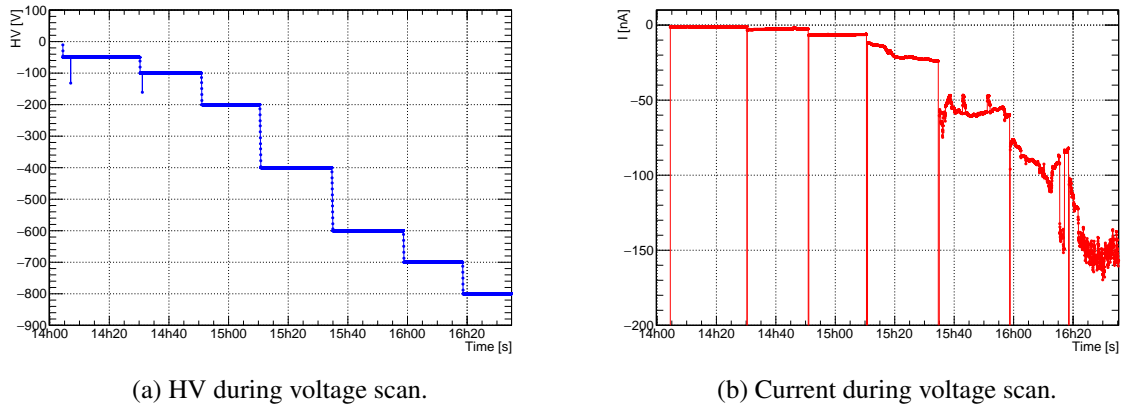 HV [V]
100
0
−100
−200
−300
−400
−500
−600
−700
−800
−900
14h00 14h20 14h40 15h00 15h20 15h40 16h00 16h20
Time [s]
I [nA]
0
−50
−100
−150
−200
14h00 14h20 14h40 15h00 15h20 15h40 16h00 16h20
Time [s]
(a) HV during voltage scan.
(b) Current during voltage scan.